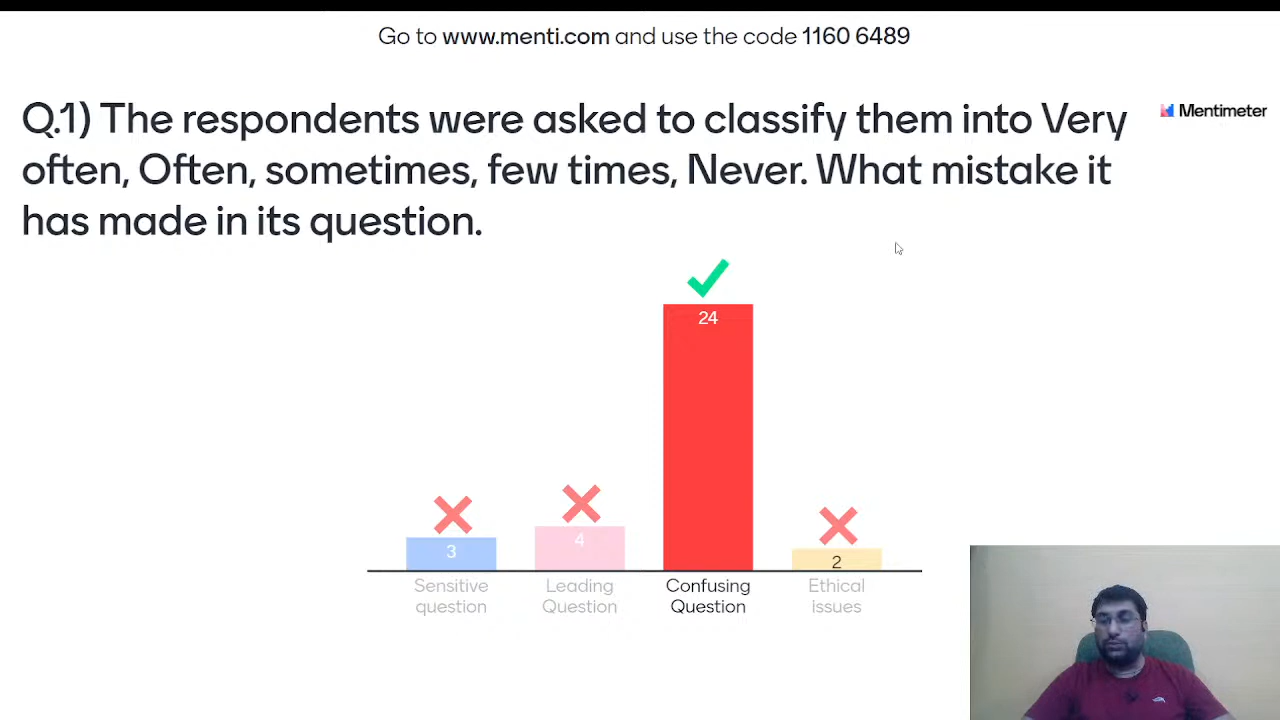 Go to www.menti.com and use the code 1160 6489
Q.1) The respondents were asked to classify them into Very
often, Often, sometimes, few times, Never. What mistake it
has made in its question.
Mentimeter
24
3
4
2
Sensitive
question
Leading
Question
Confusing
Question
Ethical
issues